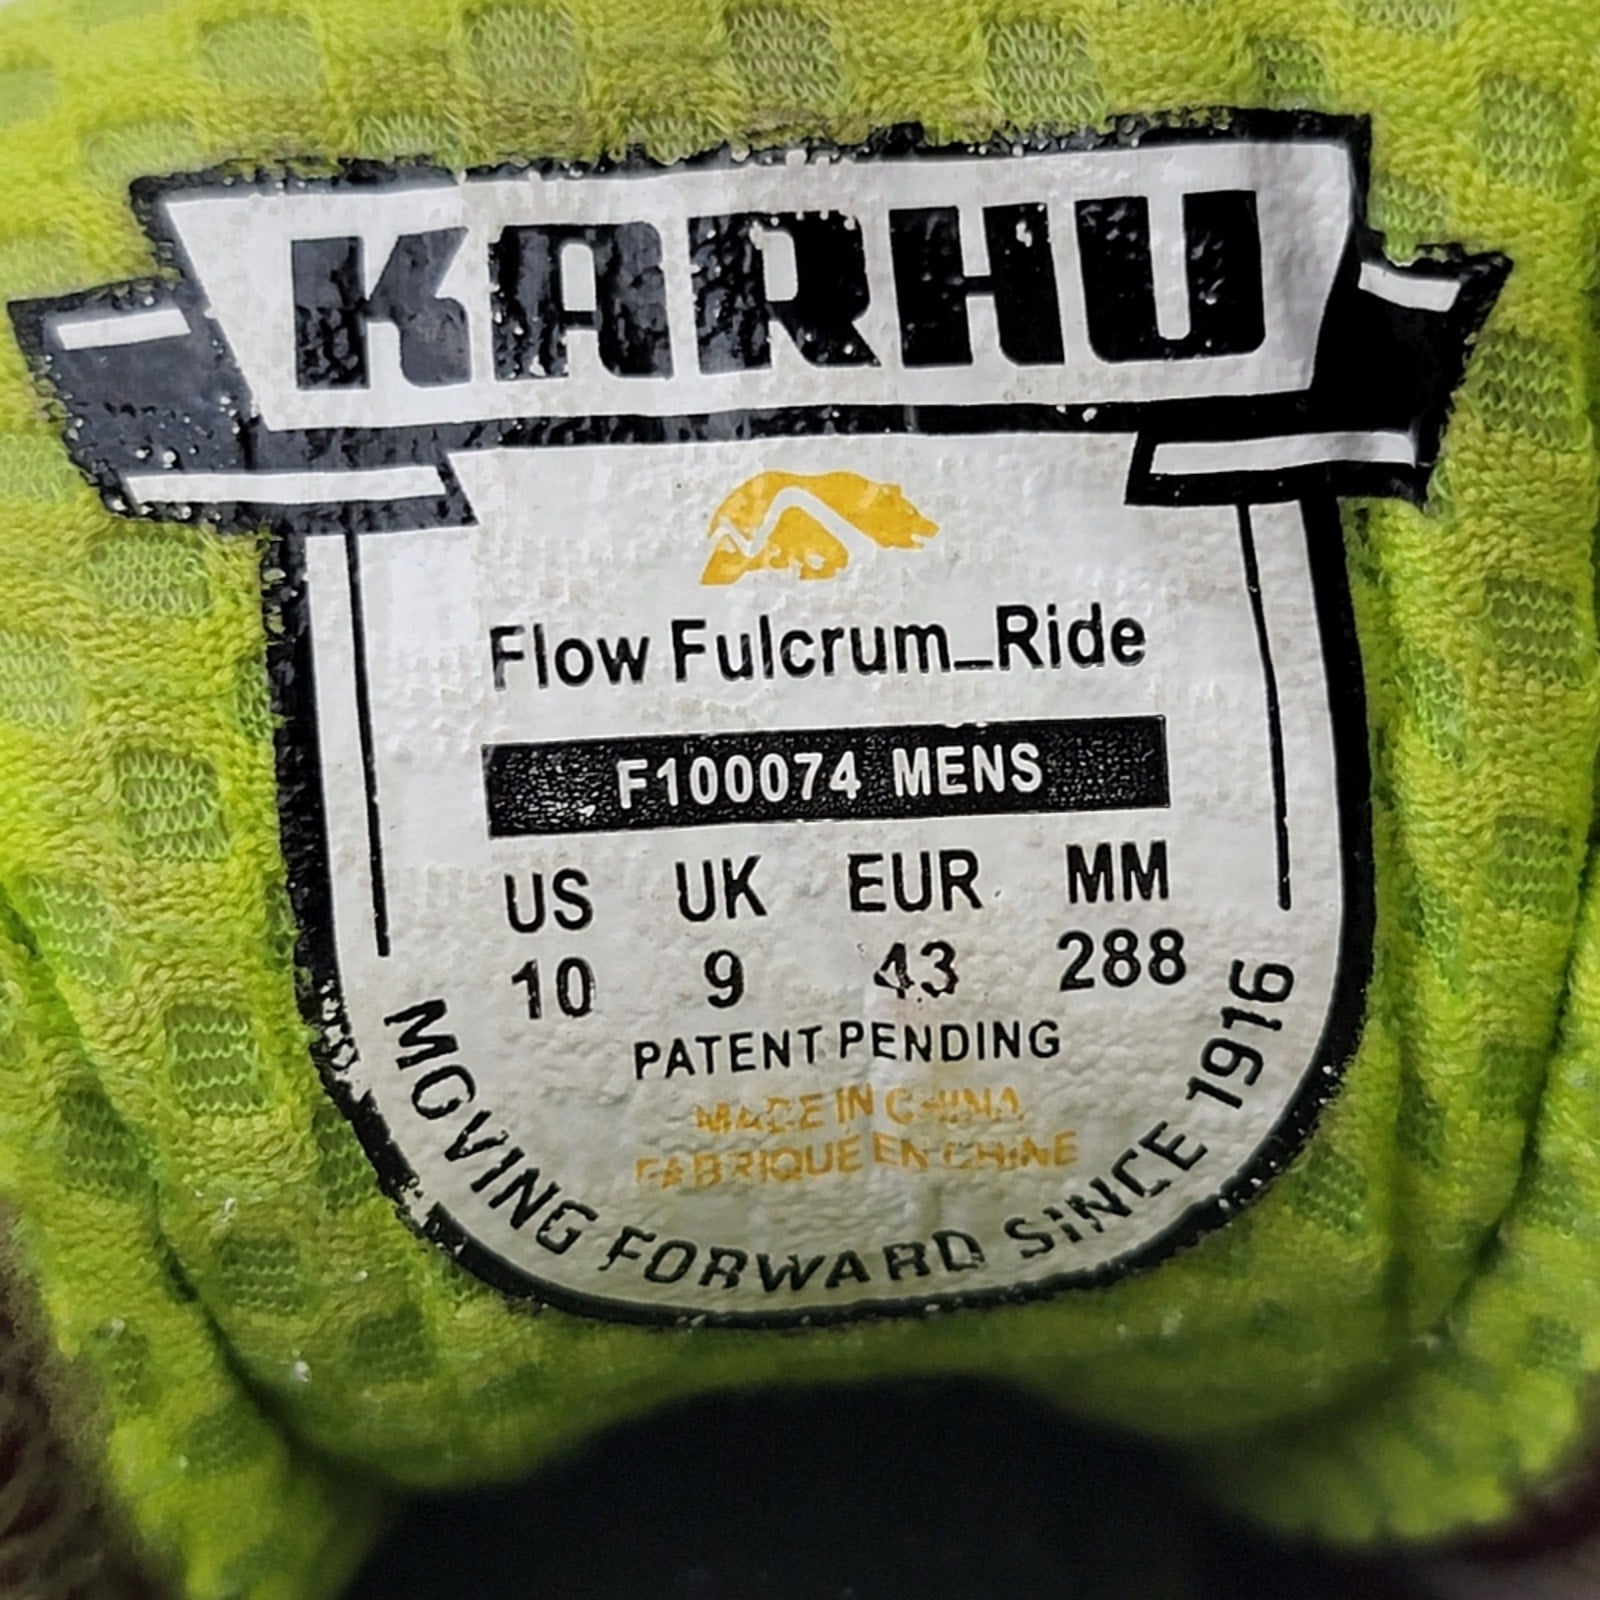 KARHU
Flow Fulcrum_Ride
F100074 MENS
US UK EUR MM
10 9 43 288
PATENT PENDING
MADE IN CHINA
FABRIQUE EN CHINE
MOVING FORWARD SINCE 1916